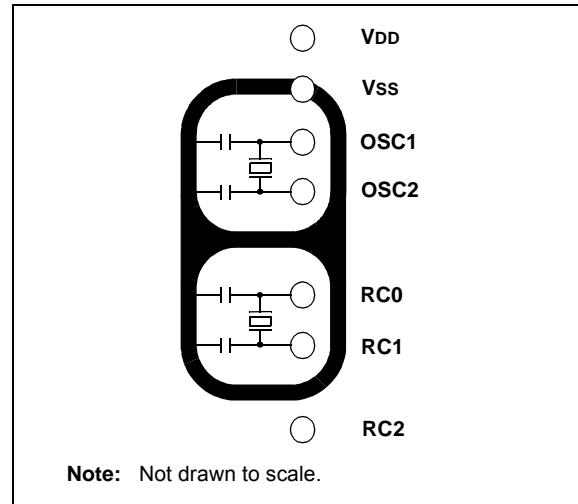 VDD
VSS
OSC1
OSC2
RC0
RC1
RC2
Note: Not drawn to scale.